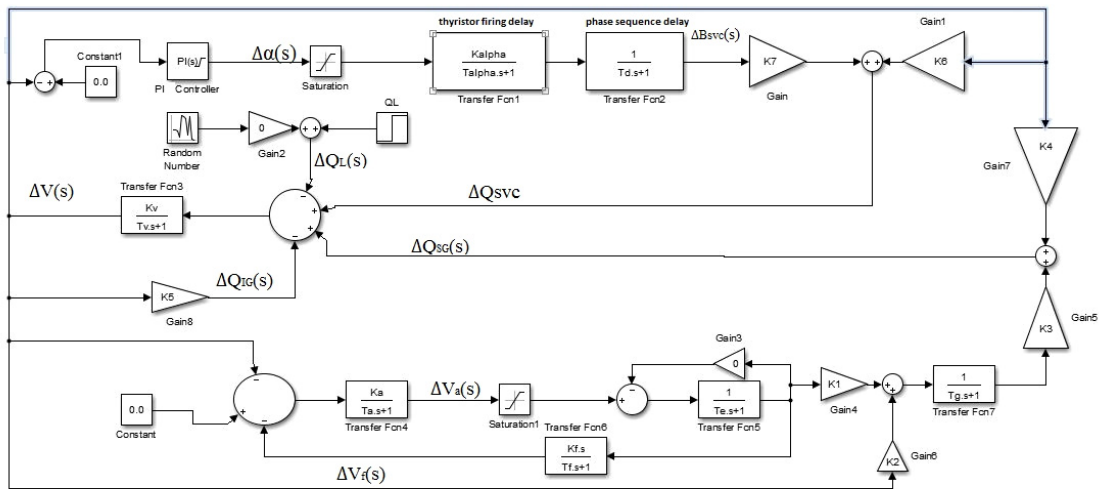 thyristor firing delay
phase sequence delay
Gain1
ΔBsvc(s)
Constant1
0.0
- +
PI(s)
PI Controller
Δα(s)
Saturation
Kalpha
Talpha.s+1
Transfer Fcn1
1
Td.s+1
Transfer Fcn2
K7
Gain
+ +
K6
QL
Random
Number
0
Gain2
+ +
ΔQL(s)
K4
Gain7
ΔV(s)
Transfer Fcn3
Kv
Tv.s+1
−
+
+
−
ΔQsvc
ΔQSG(s)
+
+
ΔQIG(s)
K5
Gain8
K3
Gain5
Gain3
0
−
+
−
0.0
Constant
Ka
Ta.s+1
Transfer Fcn4
ΔVa(s)
Saturation1
−
+
1
Te.s+1
Transfer Fcn5
K1
Gain4
+
+
1
Tg.s+1
Transfer Fcn7
Transfer Fcn6
Kf.s
Tf.s+1
ΔVf(s)
K2
Gain6